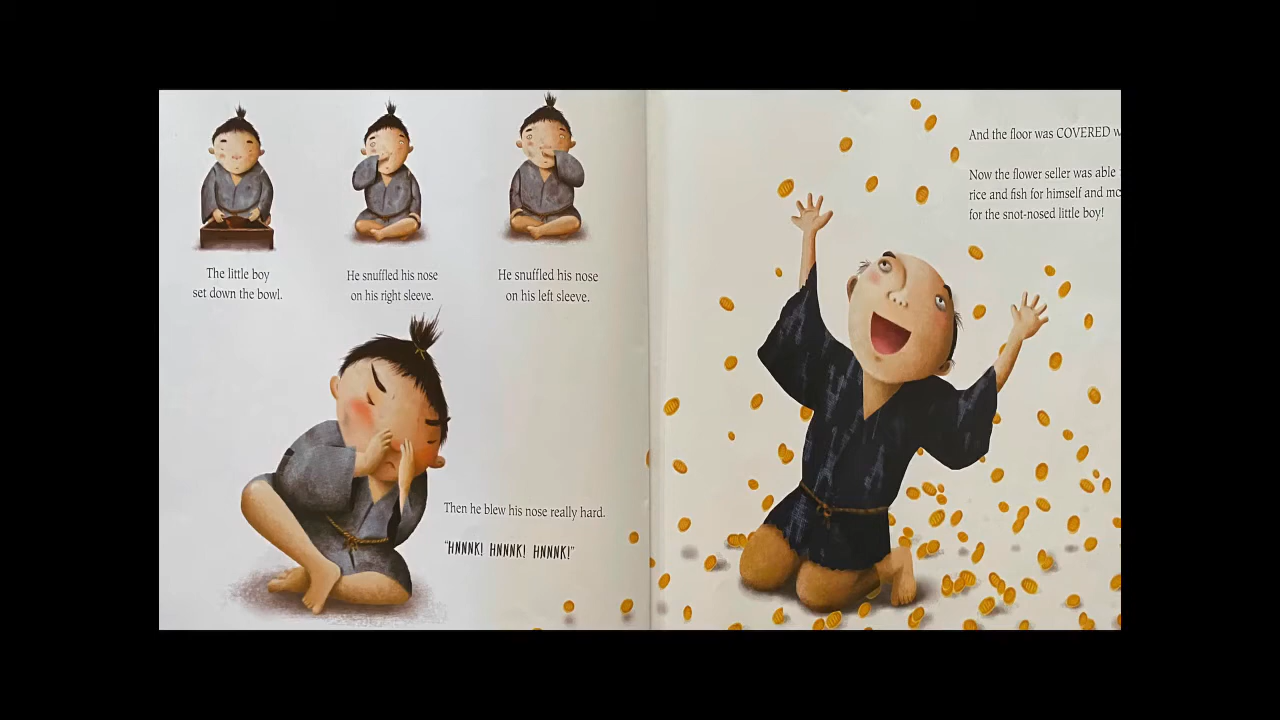 The little boy
set down the bowl.
He snuffled his nose
on his right sleeve.
He snuffled his nose
on his left sleeve.
Then he blew his nose really hard.
"HNNNK! HNNNK! HNNNK!"
And the floor was COVERED
Now the flower seller was able
rice and fish for himself and
for the snot-nosed little boy!